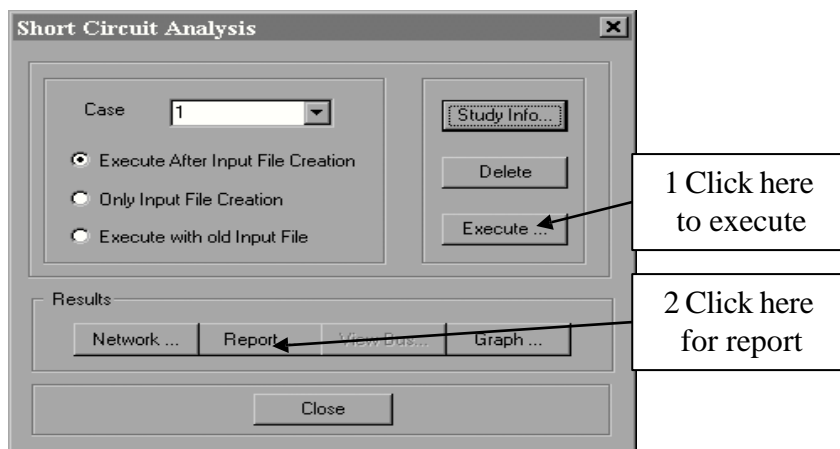 Short Circuit Analysis
Case 1
Execute After Input File Creation
Only Input File Creation
Execute with old Input File
Study Info...
Delete
Execute ...
1 Click here
to execute
Results
Network ... Report View Bus... Graph ...
2 Click here
for report
Close